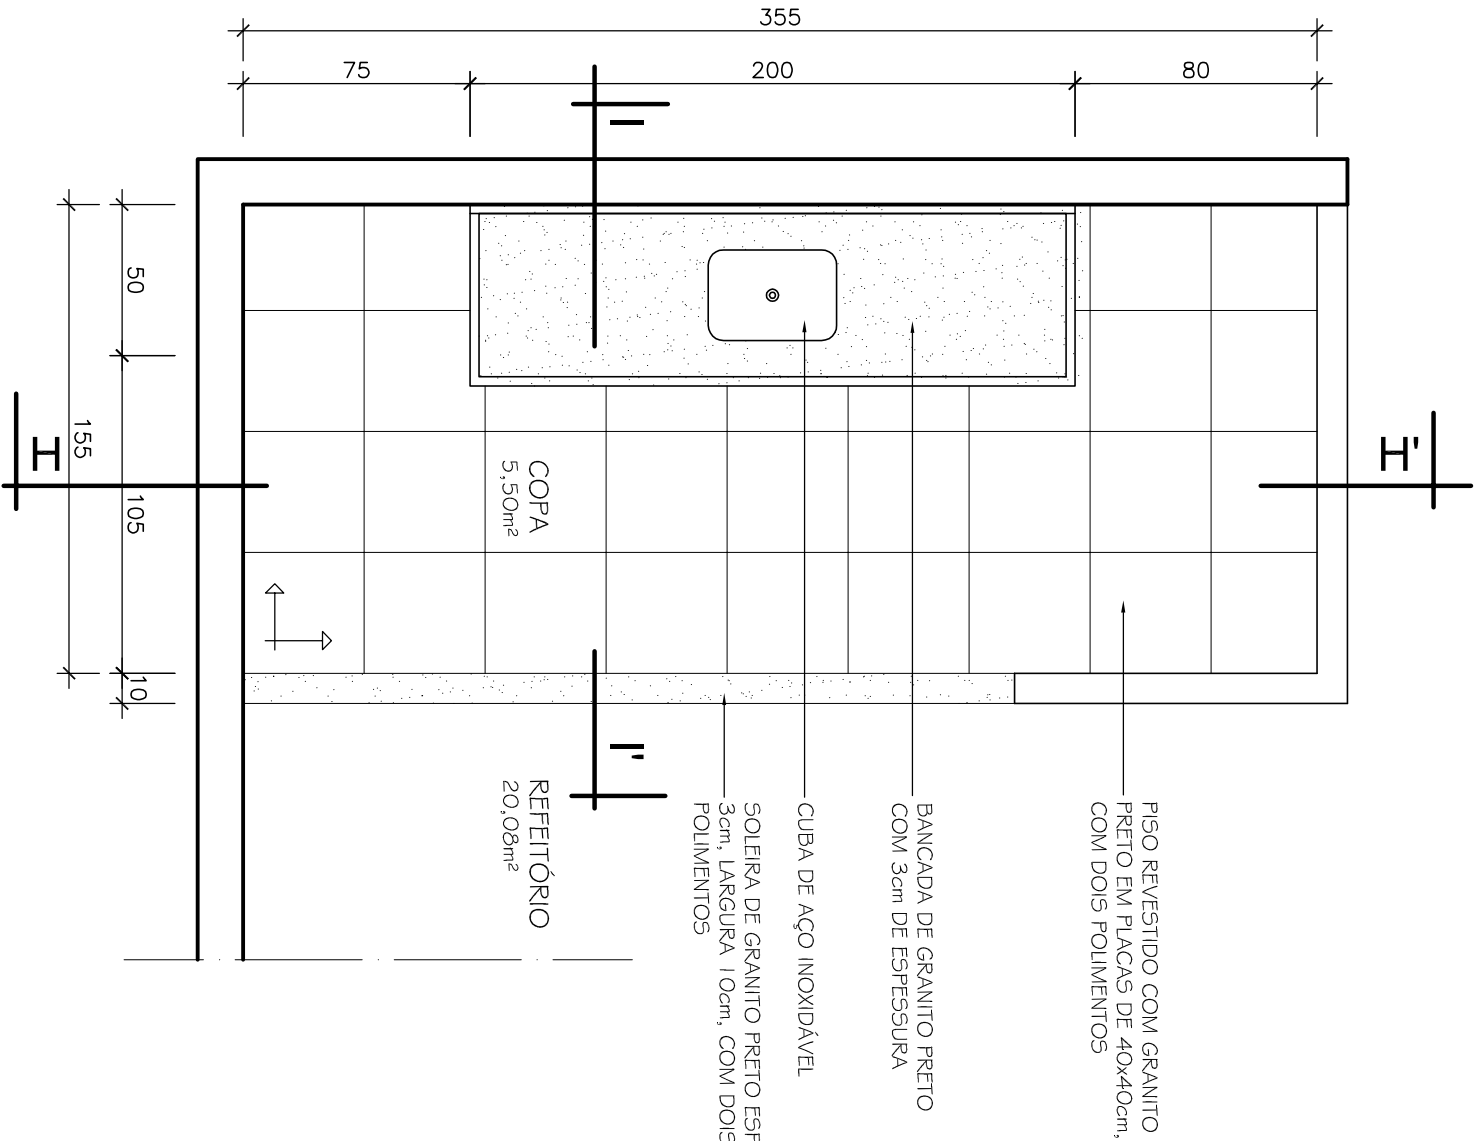 355
75
200
80
I
50
155
105
10
H
H'
COPA
5,50m²
I'
REFEITÓRIO
20,08m²
PISO REVESTIDO COM GRANITO
PRETO EM PLACAS DE 40x40cm,
COM DOIS POLIMENTOS
BANCADA DE GRANITO PRETO
COM 3cm DE ESPESSURA
CUBA DE AÇO INOXIDÁVEL
SOLEIRA DE GRANITO PRETO ESP
3cm, LARGURA 10cm, COM DOIS
POLIMENTOS